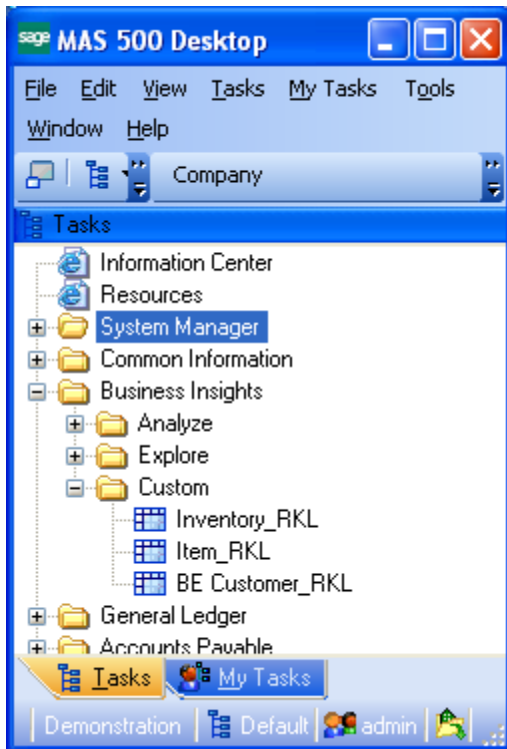 sage MAS 500 Desktop
File Edit View Tasks My Tasks Tools
Window Help
Company
Tasks
Information Center
Resources
System Manager
Common Information
Business Insights
Analyze
Explore
Custom
Inventory_RKL
Item_RKL
BE Customer_RKL
General Ledger
Accounts Payable
Tasks My Tasks
Demonstration Default admin